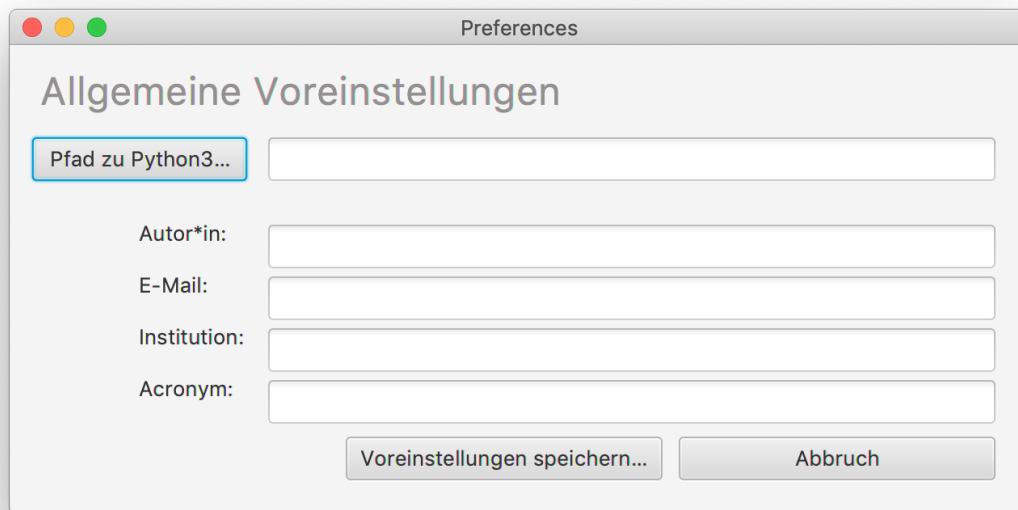 Preferences
Allgemeine Voreinstellungen
Pfad zu Python3...
Autor*in:
E-Mail:
Institution:
Acronym:
Voreinstellungen speichern...
Abbruch